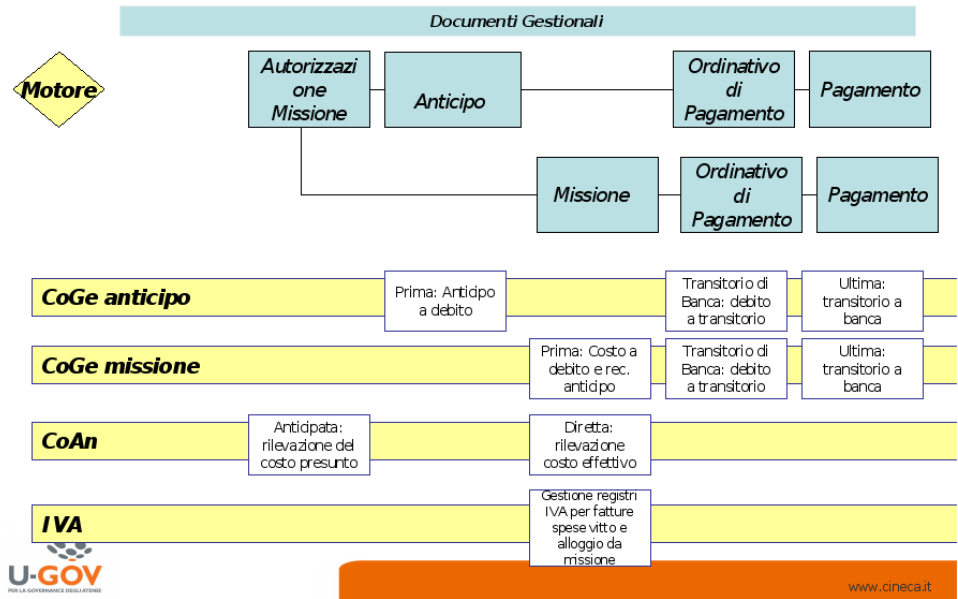 Documenti Gestionali
Motore
Autorizzazi
one
Missione
Anticipo
Ordinativo
di
Pagamento
Pagamento
Missione
Ordinativo
di
Pagamento
Pagamento
CoGe anticipo
Prima: Anticipo
a debito
Transitorio di
Banca: debito
a transitorio
Ultima:
transitorio a
banca
CoGe missione
Prima: Costo a
debito e rec.
anticipo
Transitorio di
Banca: debito
a transitorio
Ultima:
transitorio a
banca
CoAn
Anticipata:
rilevazione del
costo presunto
Diretta:
rilevazione
costo effettivo
IVA
Gestione registri
IVA per fatture
spese vitto e
alloggio da
missione
U-GOV
PER LA GOVERNANCE DEGLI ATENEI
www.cineca.it